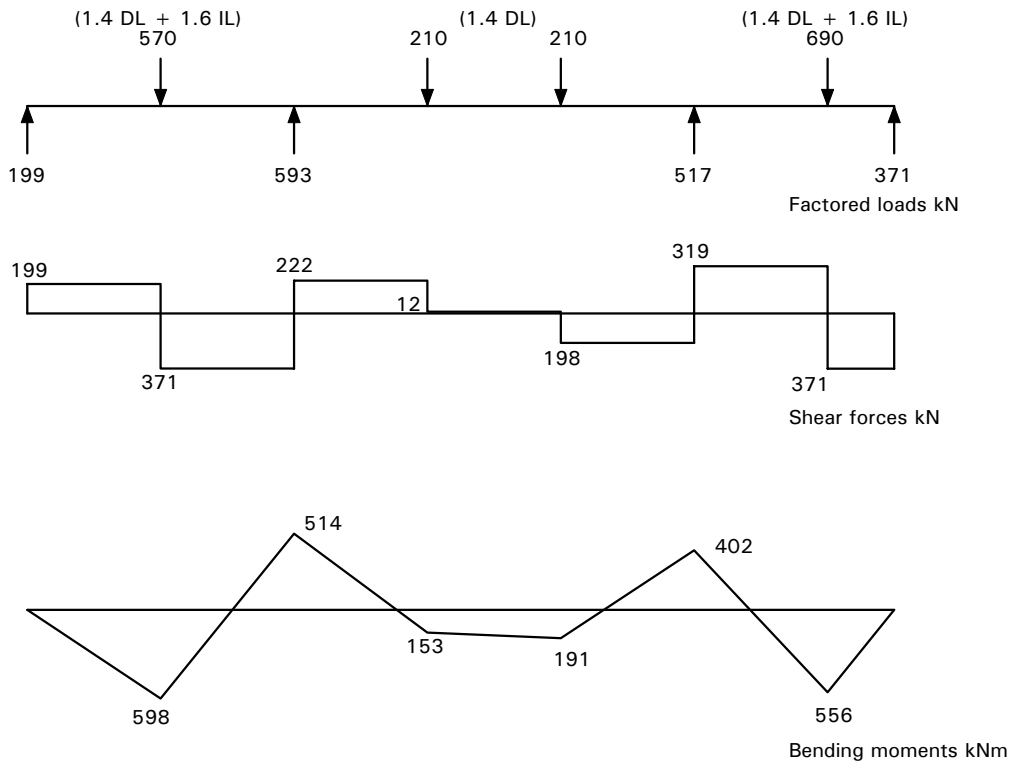 (1.4 DL + 1.6 IL) (1.4 DL) (1.4 DL + 1.6 IL)
570 210 210 690
199 593 517 371
Factored loads kN
199 222 12 319
371 198 371
Shear forces kN
514 402
153 191
598 556
Bending moments kNm